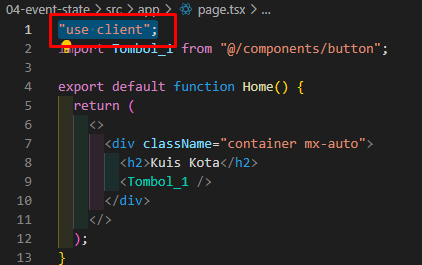 04-event-state > src > app > page.tsx > ...
1 "use client";
2 import Tombol_1 from "@/components/button";
3
4 export default function Home() {
5 return (
6 <>
7 <div className="container mx-auto">
8 <h2>Kuis Kota</h2>
9 <Tombol_1 />
10 </div>
11 </>
12 );
13 }